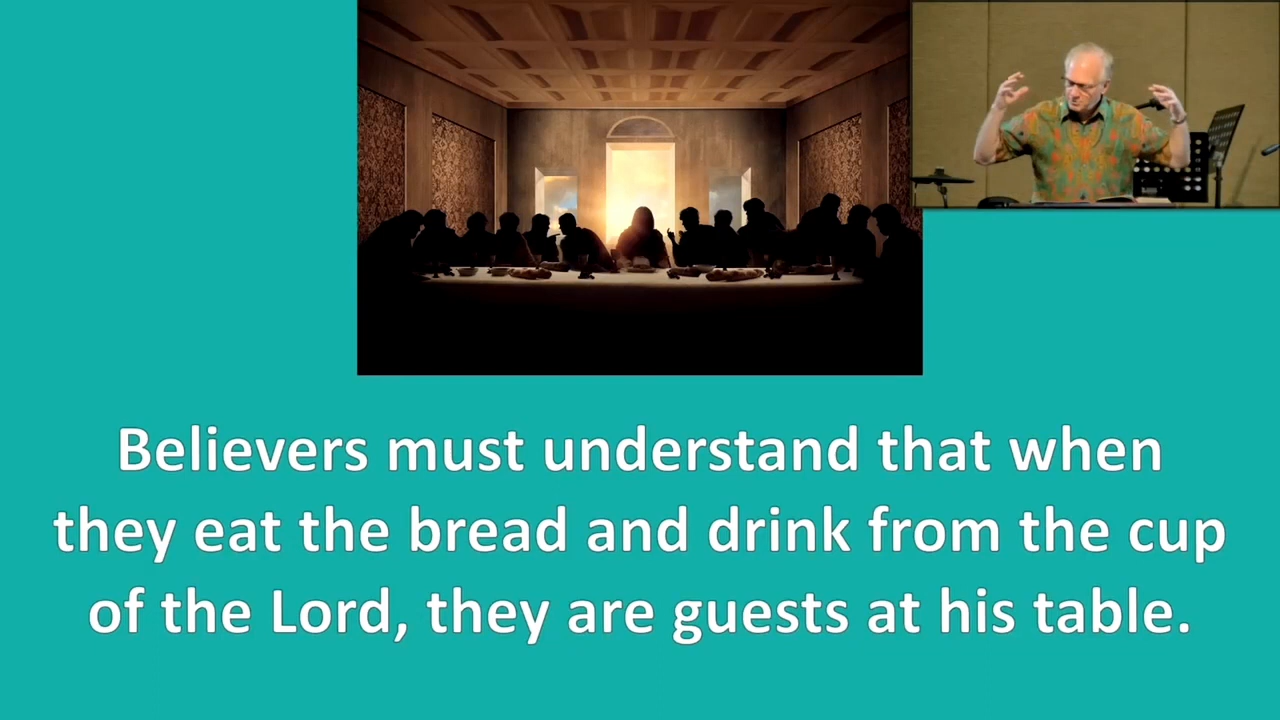 Believers must understand that when
they eat the bread and drink from the cup
of the Lord, they are guests at his table.